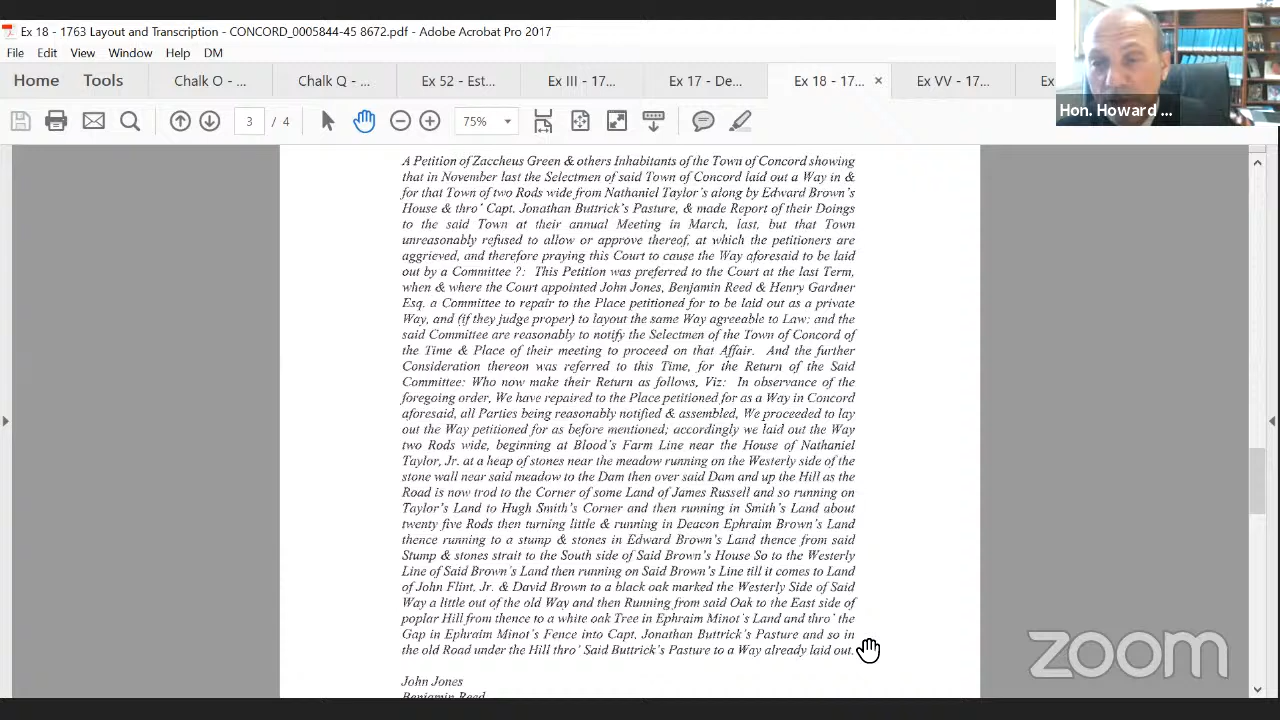 Ex 18 - 1763 Layout and Transcription - CONCORD_0005844-45 8672.pdf - Adobe Acrobat Pro 2017
File Edit View Window Help DM
Home Tools Chalk O - ... Chalk Q - ... Ex 52 - Est... Ex III - 17... Ex 17 - De... Ex 18 - 17... × Ex VV - 17... Ex
3 / 4 75%
Hon. Howard ...
A Petition of Zaccheus Green & others Inhabitants of the Town of Concord showing
that in November last the Selectmen of said Town of Concord laid out a Way in &
for that Town of two Rods wide from Nathaniel Taylor's along by Edward Brown's
House & thro' Capt. Jonathan Buttrick's Pasture, & made Report of their Doings
to the said Town at their annual Meeting in March, last, but that Town
unreasonably refused to allow or approve thereof, at which the petitioners are
aggrieved, and therefore praying this Court to cause the Way aforesaid to be laid
out by a Committee ?: This Petition was preferred to the Court at the last Term,
when & where the Court appointed John Jones, Benjamin Reed & Henry Gardner
Esq. a Committee to repair to the Place petitioned for to be laid out as a private
Way, and (if they judge proper) to layout the same Way agreeable to Law: and the
said Committee are reasonably to notify the Selectmen of the Town of Concord of
the Time & Place of their meeting to proceed on that Affair. And the further
Consideration thereon was referred to this Time, for the Return of the Said
Committee: Who now make their Return as follows, Viz: In observance of the
foregoing order, We have repaired to the Place petitioned for as a Way in Concord
aforesaid, all Parties being reasonably notified & assembled, We proceeded to lay
out the Way petitioned for as before mentioned; accordingly we laid out the Way
two Rods wide, beginning at Blood's Farm Line near the House of Nathaniel
Taylor, Jr. at a heap of stones near the meadow running on the Westerly side of the
stone wall near said meadow to the Dam then over said Dam and up the Hill as the
Road is now trod to the Corner of some Land of James Russell and so running on
Taylor's Land to Hugh Smith's Corner and then running in Smith's Land about
twenty five Rods then turning little & running in Deacon Ephraim Brown's Land
thence running to a stump & stones in Edward Brown's Land thence from said
Stump & stones strait to the South side of Said Brown's House So to the Westerly
Line of Said Brown's Land then running on Said Brown's Line till it comes to Land
of John Flint, Jr. & David Brown to a black oak marked the Westerly Side of Said
Way a little out of the old Way and then Running from said Oak to the East side of
poplar Hill from thence to a white oak Tree in Ephraim Minot's Land and thro' the
Gap in Ephraim Minot's Fence into Capt. Jonathan Buttrick's Pasture and so in
the old Road under the Hill thro' Said Buttrick's Pasture to a Way already laid out.
John Jones
Benjamin Reed
zoom